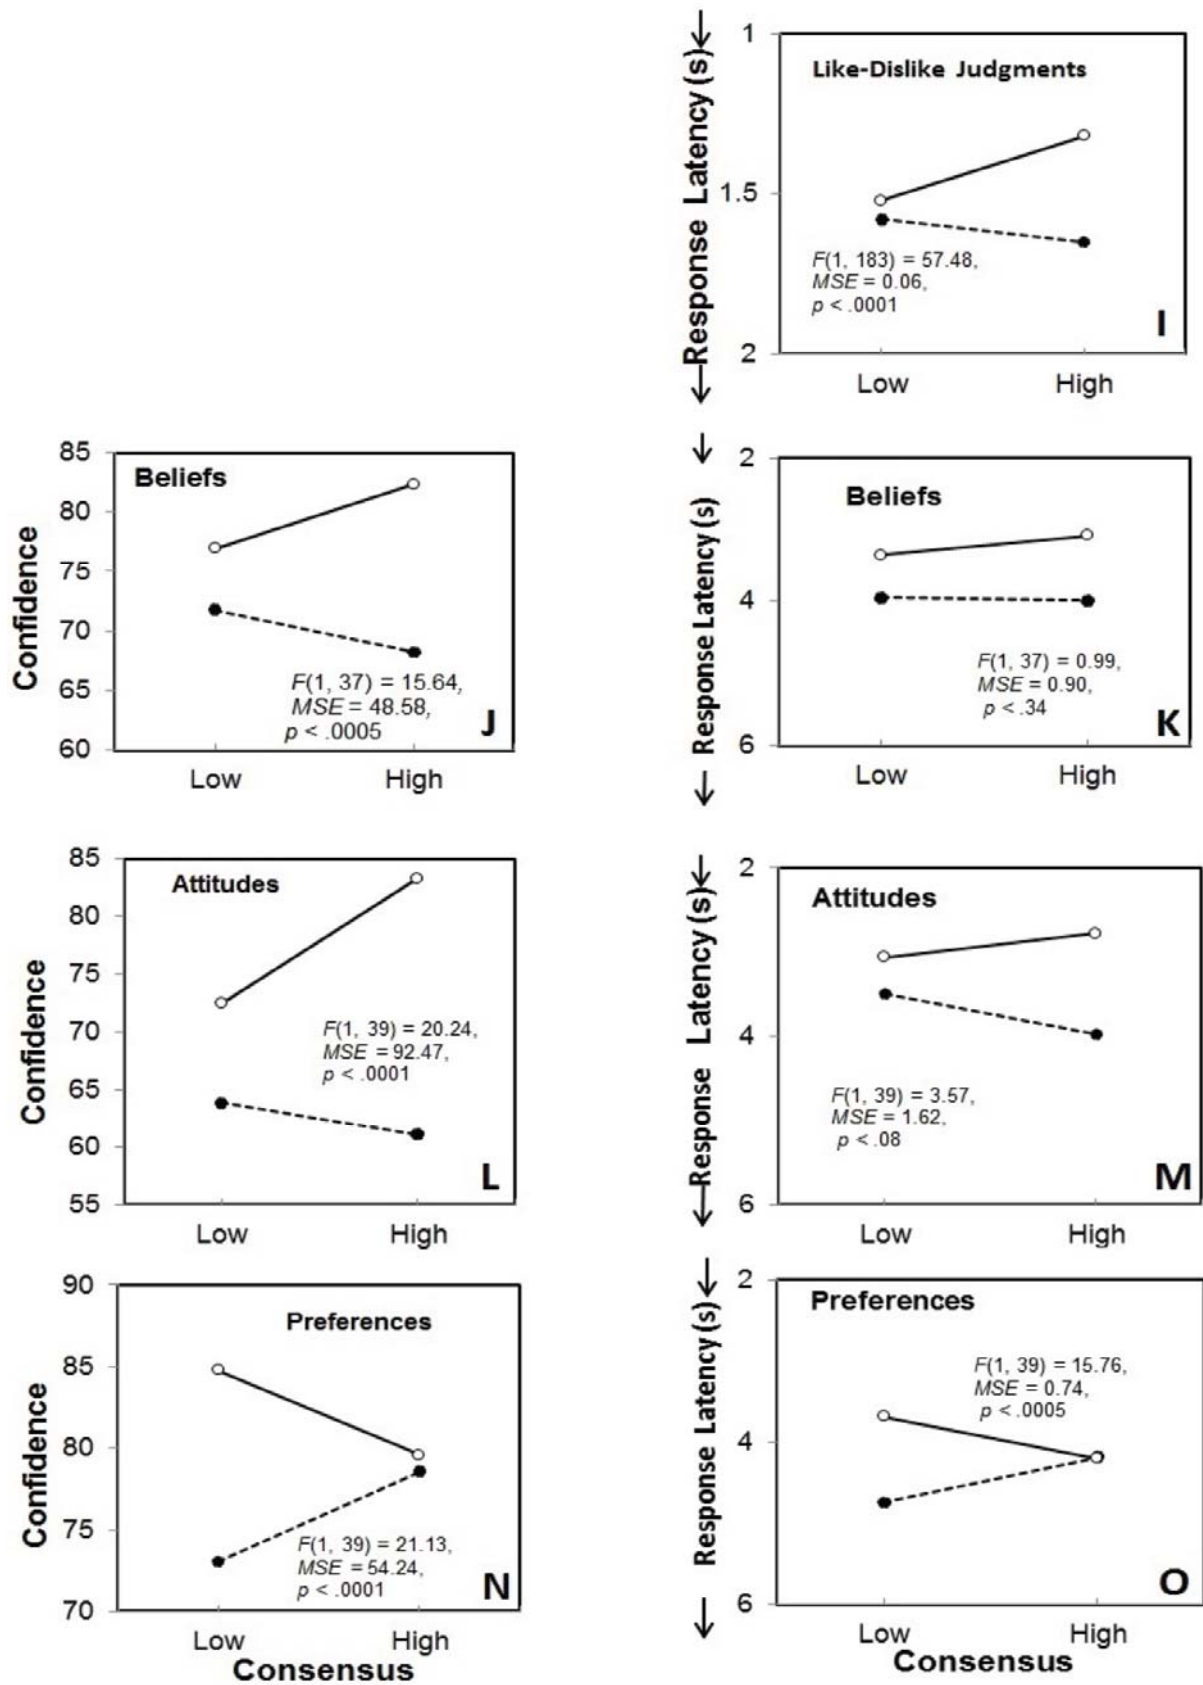 Response Latency (s)
1
1.5
2
Like-Dislike Judgments
F(1, 183) = 57.48,
MSE = 0.06,
p < .0001
I
Low High
Confidence
85
80
75
70
65
60
Beliefs
F(1, 37) = 15.64,
MSE = 48.58,
p < .0005
J
Low High
Response Latency (s)
2
4
6
Beliefs
F(1, 37) = 0.99,
MSE = 0.90,
p < .34
K
Low High
Confidence
85
80
75
70
65
60
55
Attitudes
F(1, 39) = 20.24,
MSE = 92.47,
p < .0001
L
Low High
Response Latency (s)
2
4
6
Attitudes
F(1, 39) = 3.57,
MSE = 1.62,
p < .08
M
Low High
Confidence
90
85
80
75
70
Preferences
F(1, 39) = 21.13,
MSE = 54.24,
p < .0001
N
Low High
Consensus
Response Latency (s)
2
4
6
Preferences
F(1, 39) = 15.76,
MSE = 0.74,
p < .0005
O
Low High
Consensus